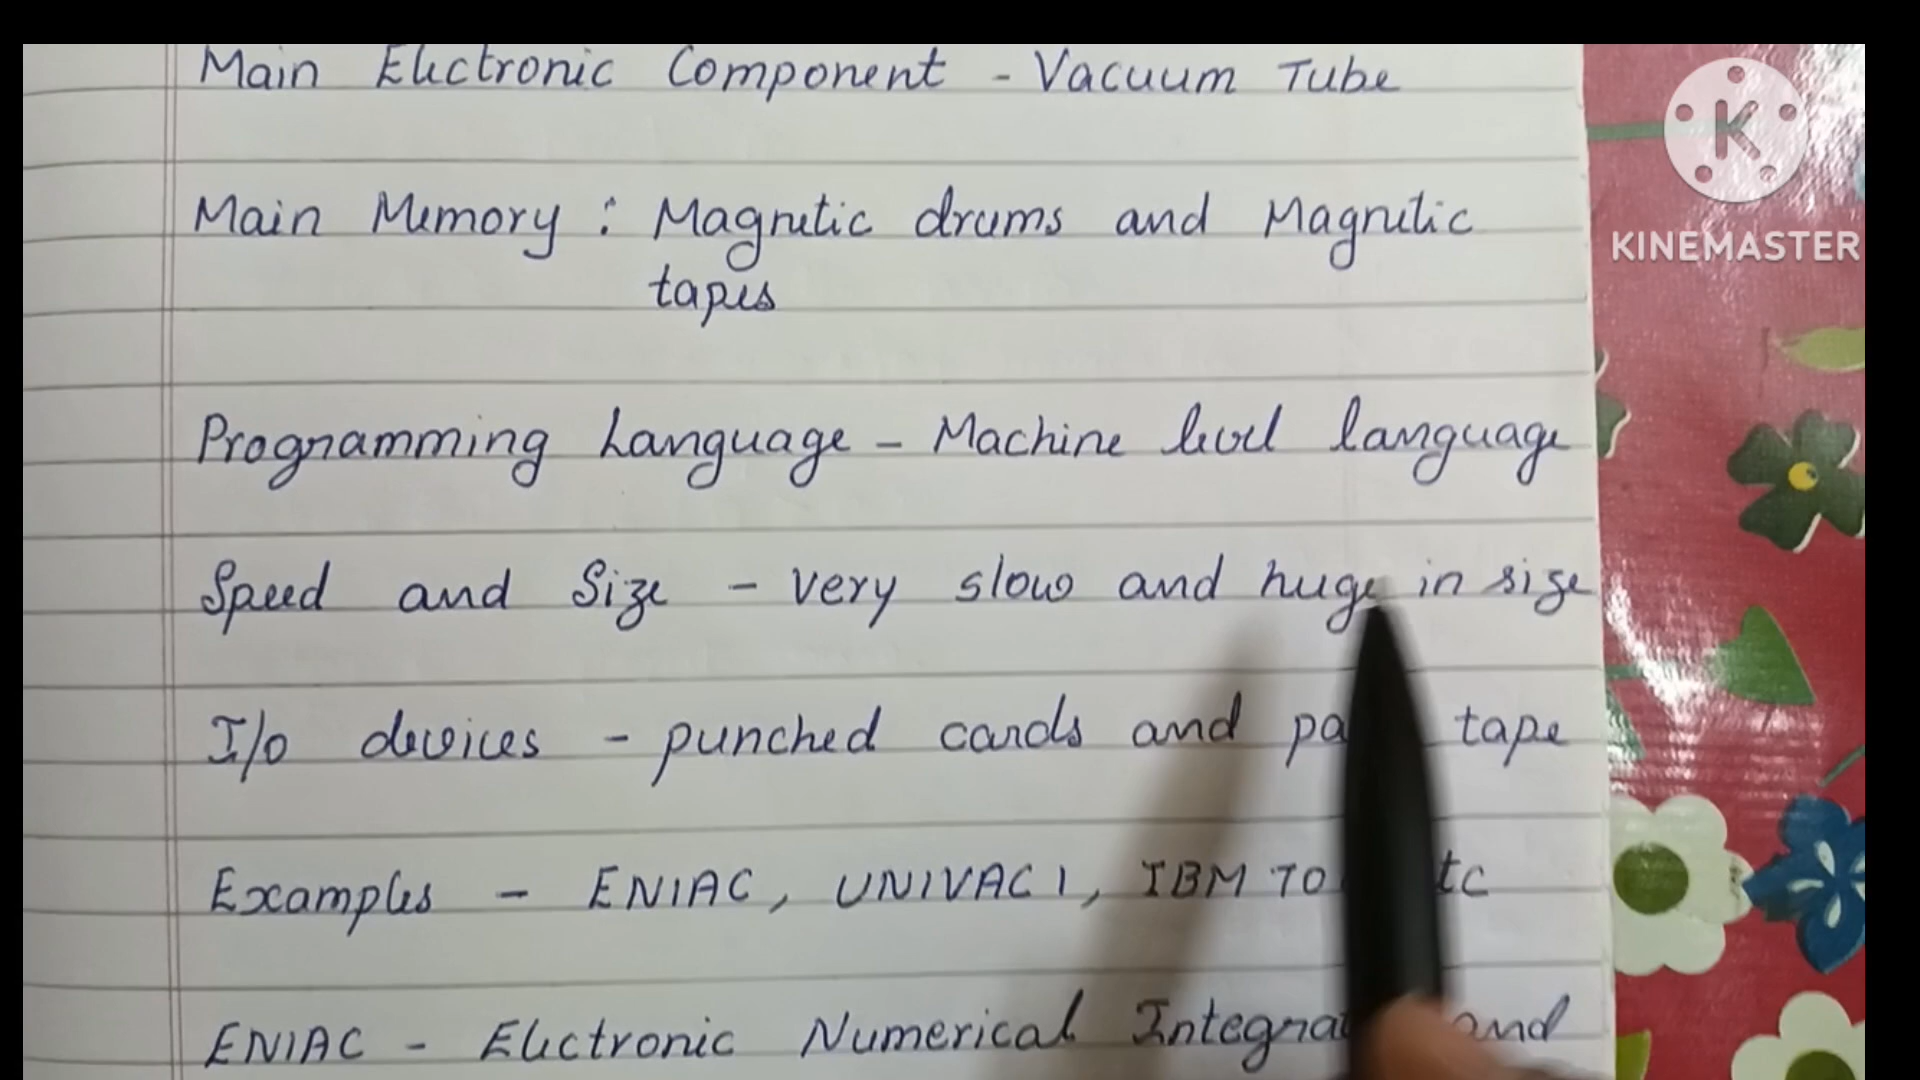 Main Electronic Component - Vacuum Tube
Main Memory : Magnetic drums and Magnetic
tapes
Programming Language - Machine level language
Speed and Size - Very slow and huge in size
I/o devices - punched cards and tape
Examples - ENIAC, UNIVAC 1, IBM
ENIAC - Electronic Numerical and
K
KINEMASTER